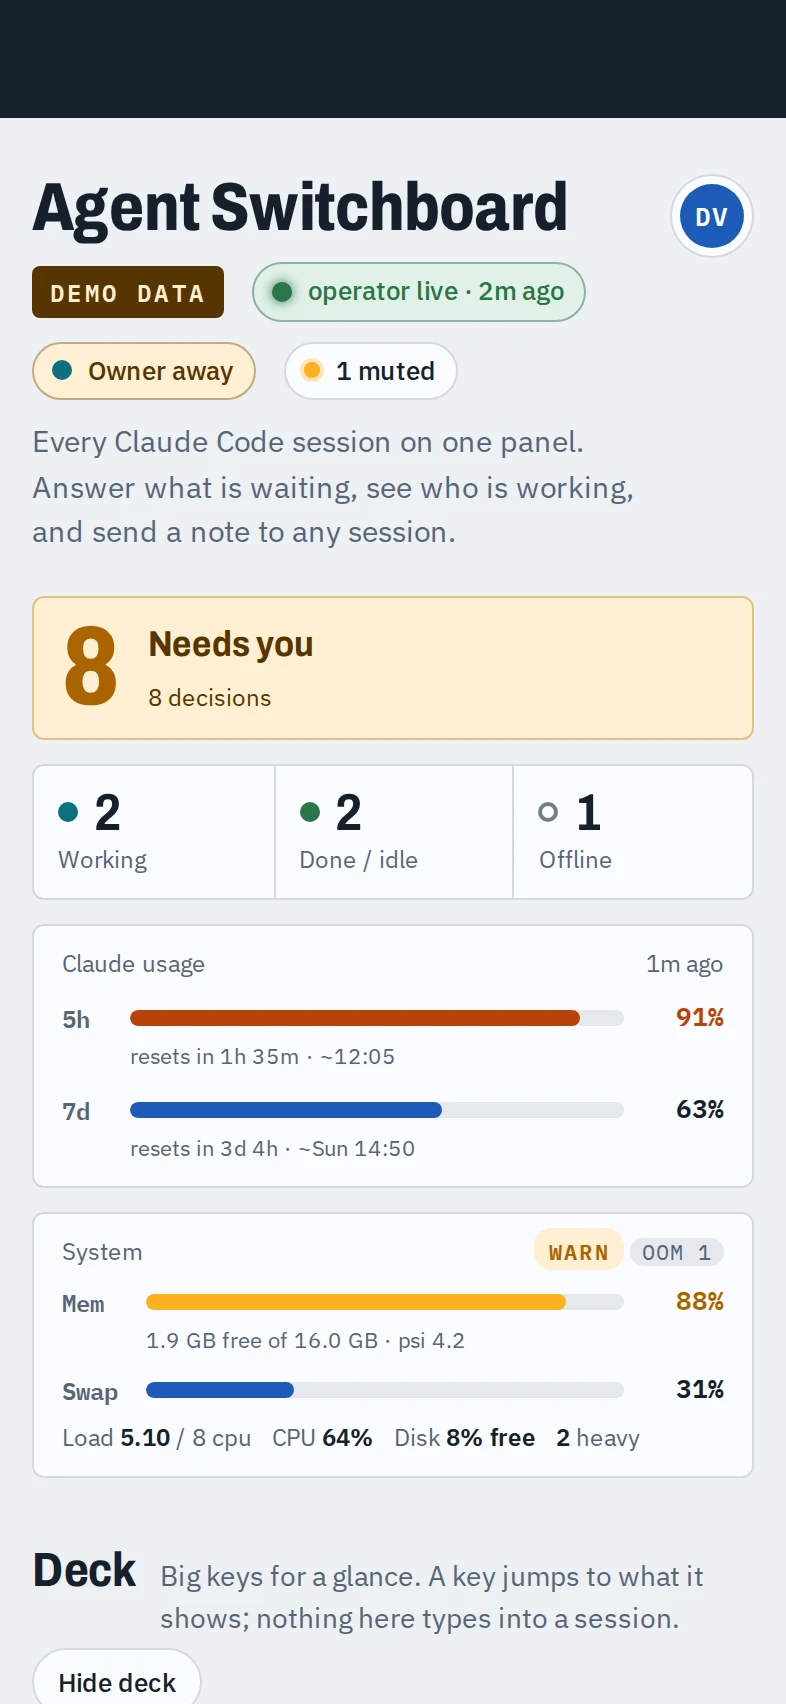 Agent Switchboard
DV
DEMO DATA
operator live · 2m ago
Owner away
1 muted
Every Claude Code session on one panel.
Answer what is waiting, see who is working,
and send a note to any session.
8
Needs you
8 decisions
2
Working
2
Done / idle
1
Offline
Claude usage
1m ago
5h
91%
resets in 1h 35m · ~12:05
7d
63%
resets in 3d 4h · ~Sun 14:50
System
WARN
OOM 1
Mem
88%
1.9 GB free of 16.0 GB · psi 4.2
Swap
31%
Load 5.10 / 8 cpu CPU 64% Disk 8% free 2 heavy
Deck
Big keys for a glance. A key jumps to what it
shows; nothing here types into a session.
Hide deck